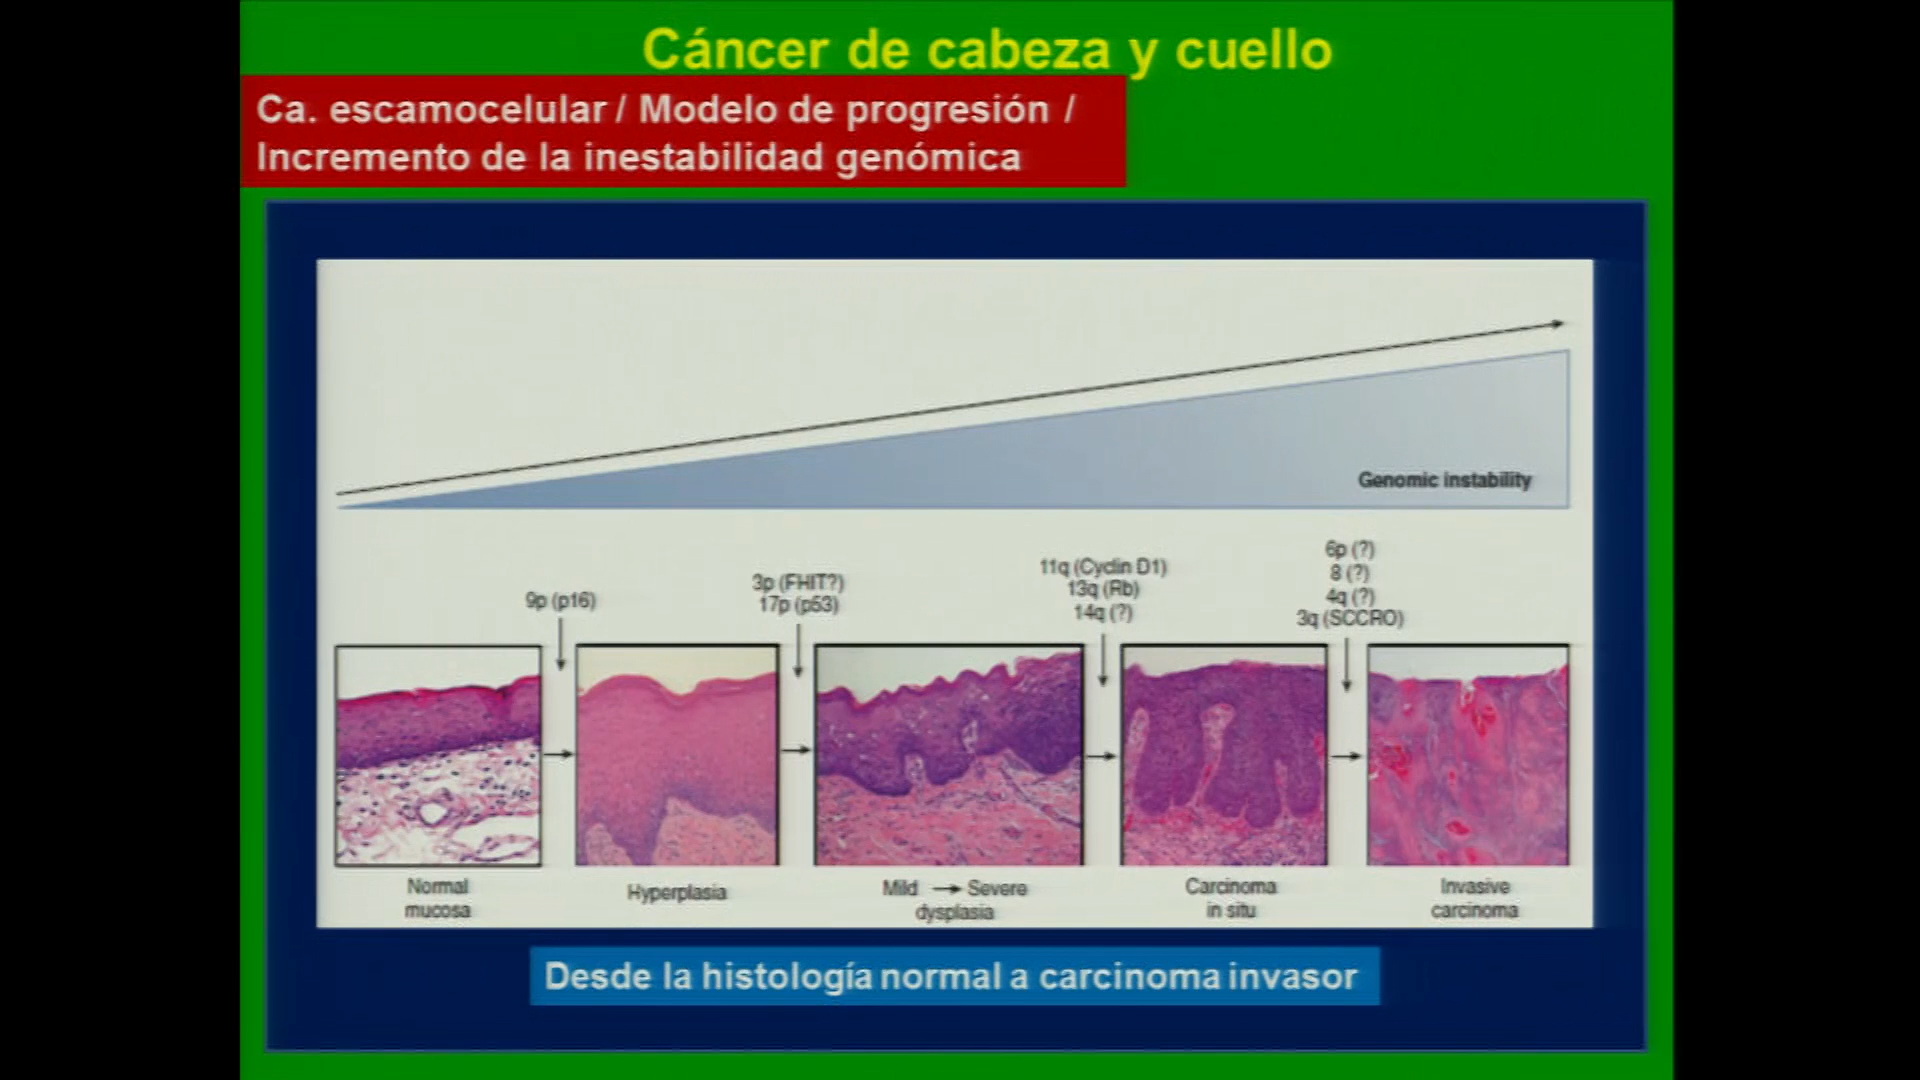 Cáncer de cabeza y cuello
Ca. escamocelular / Modelo de progresión /
Incremento de la inestabilidad genómica
Genomic instability
9p (p16)
3p (FHIT?)
17p (p53)
11q (Cyclin D1)
13q (Rb)
14q (?)
6p (?)
8 (?)
4q (?)
3q (SCCRO)
Normal
mucosa
Hyperplasia
Mild → Severe
dysplasia
Carcinoma
in situ
Invasive
carcinoma
Desde la histología normal a carcinoma invasor